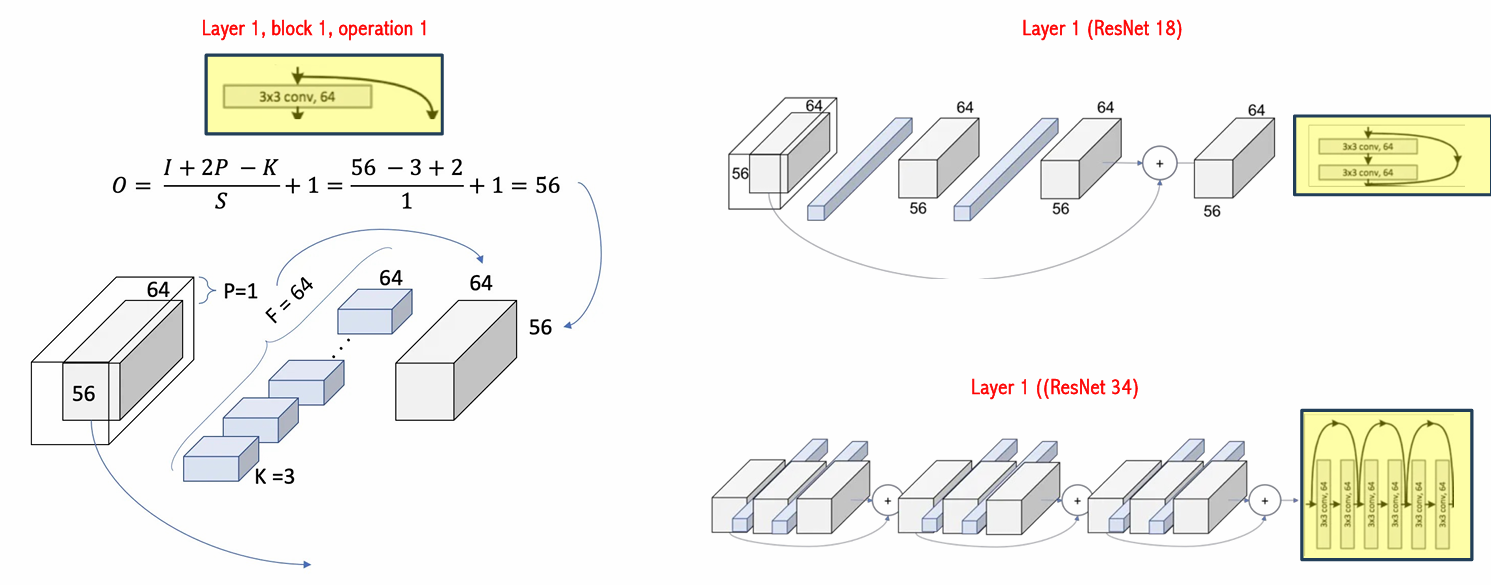 Layer 1, block 1, operation 1
3x3 conv, 64
O = \frac{I + 2P - K}{S} + 1 = \frac{56 - 3 + 2}{1} + 1 = 56
64
P=1
F = 64
64
64
56
56
K =3
Layer 1 (ResNet 18)
64
64
64
64
56
56
56
56
3x3 conv, 64
3x3 conv, 64
+
Layer 1 ((ResNet 34)
+
+
+
3x3 conv, 64
3x3 conv, 64
3x3 conv, 64
3x3 conv, 64
3x3 conv, 64
3x3 conv, 64